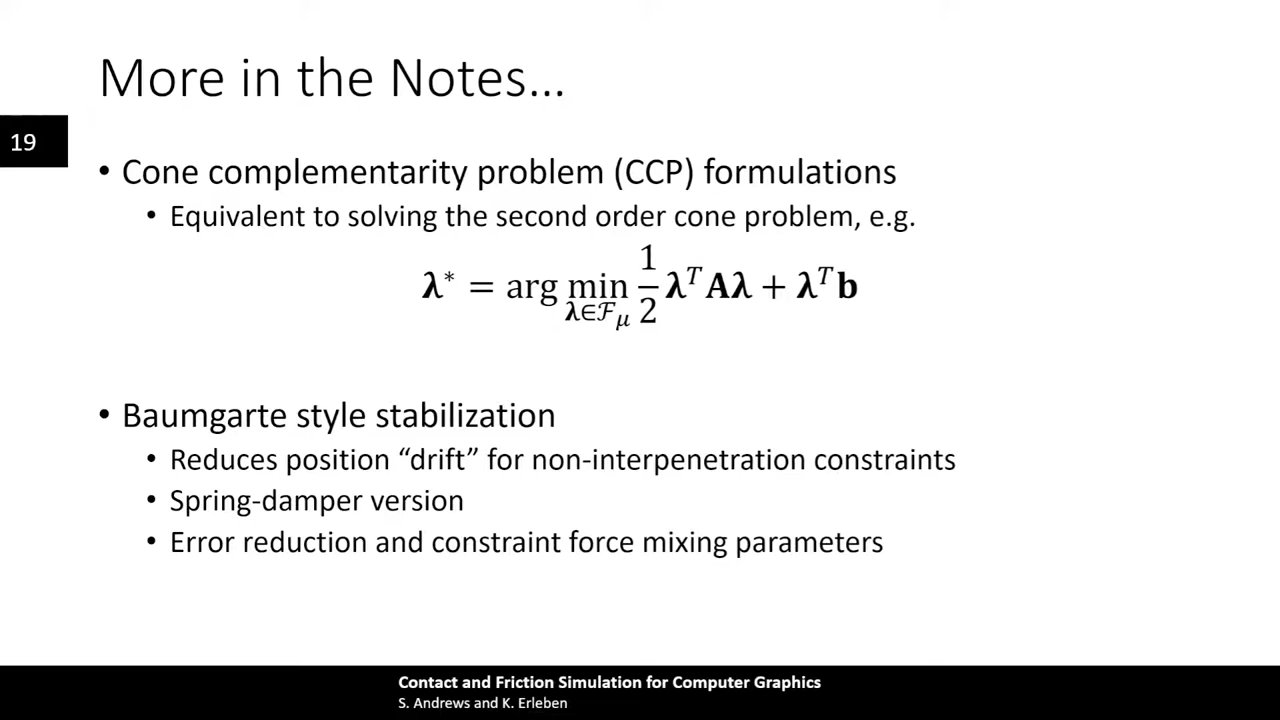 More in the Notes...
19
• Cone complementarity problem (CCP) formulations
• Equivalent to solving the second order cone problem, e.g.
𝛌* = arg min_{𝛌∈ℱ_μ} 1/2 𝛌ᵀ𝐀𝛌 + 𝛌ᵀ𝐛
• Baumgarte style stabilization
• Reduces position “drift” for non-interpenetration constraints
• Spring-damper version
• Error reduction and constraint force mixing parameters
Contact and Friction Simulation for Computer Graphics
S. Andrews and K. Erleben